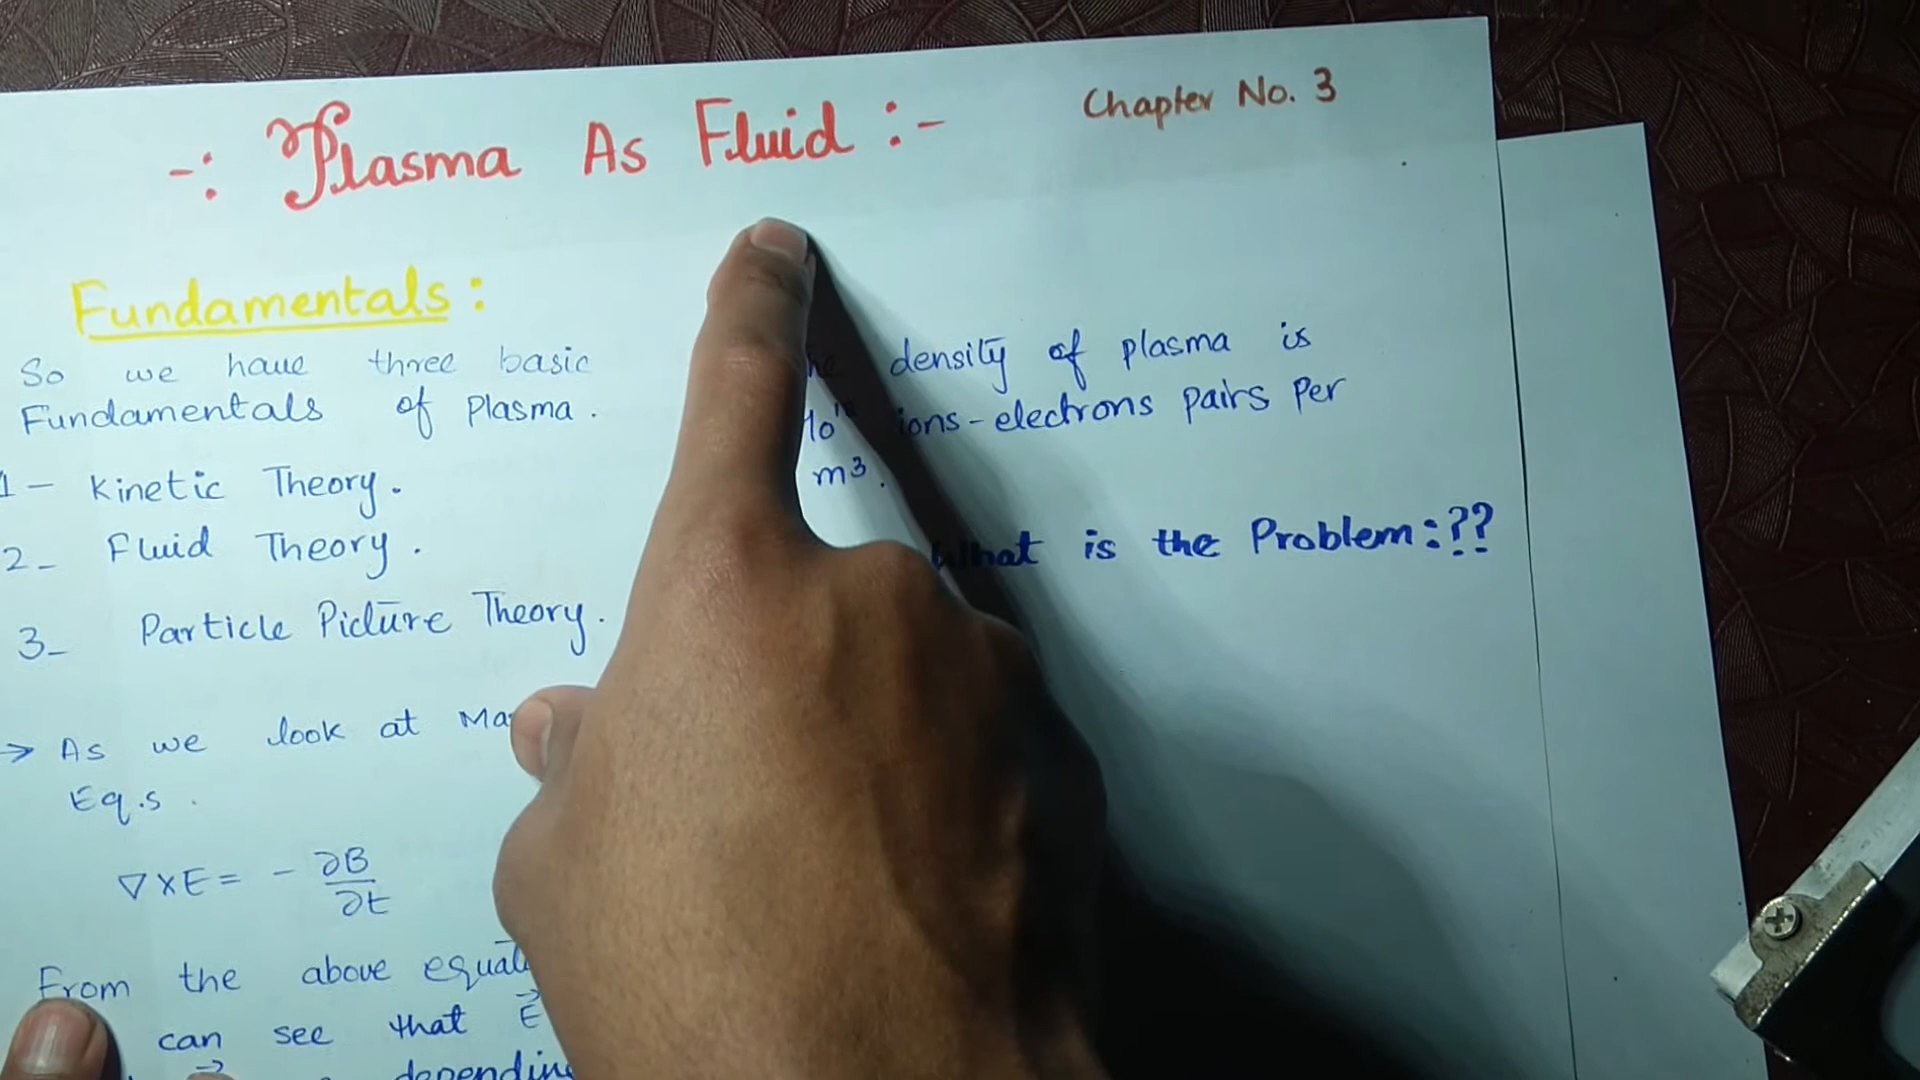 -: Plasma As Fluid :-
Chapter No. 3
Fundamentals:
So we have three basic
Fundamentals of Plasma.
1- Kinetic Theory.
2- Fluid Theory.
3- Particle Picture Theory.
→ As we look at
Eq.s.
∇×E = - ∂B/∂t
From the above
can see that E⃗
density of plasma is
ions-electrons pairs per
m³.
What is the Problem:??